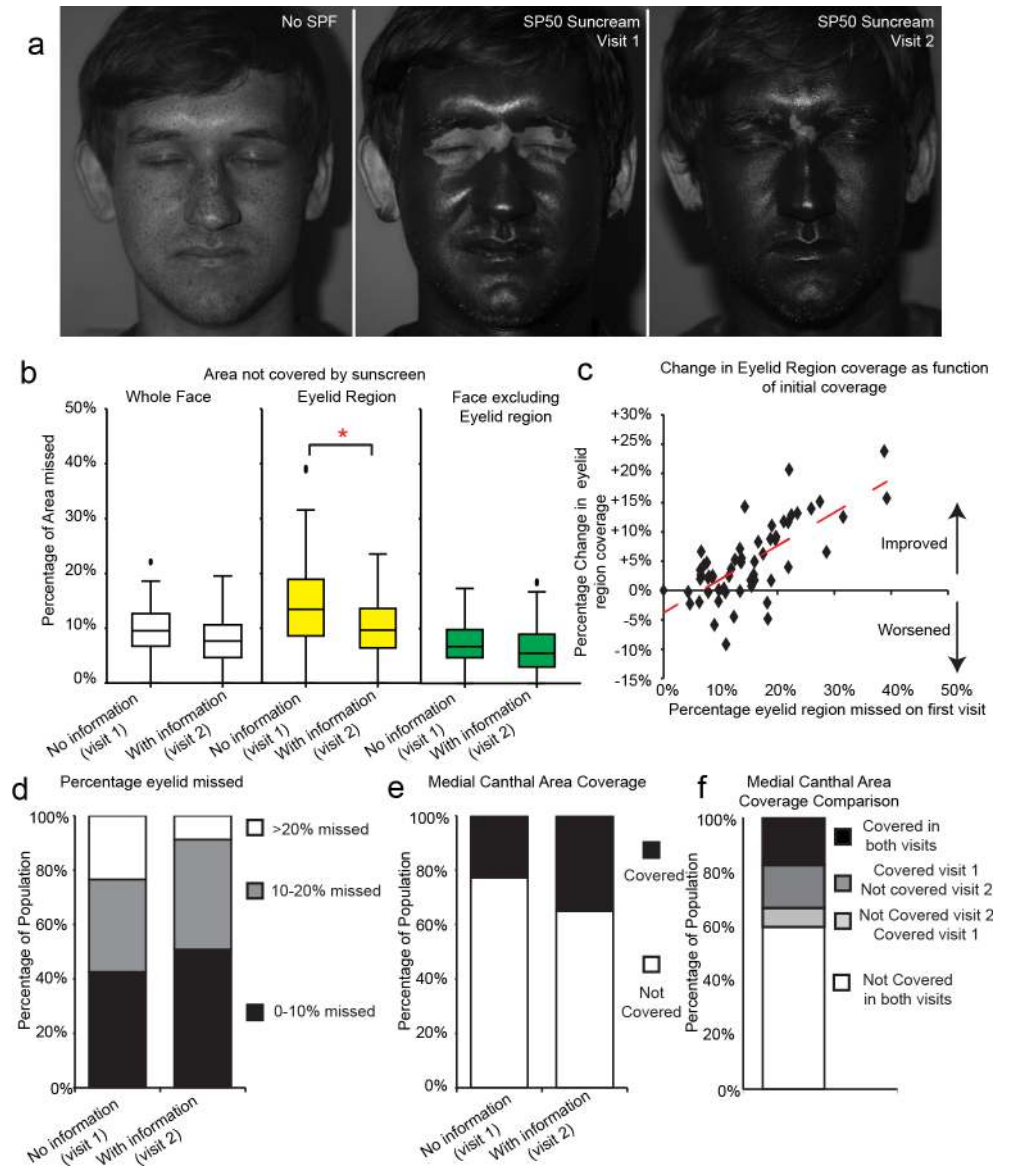 a
No SPF
SP50 Suncream
Visit 1
SP50 Suncream
Visit 2
b
Area not covered by sunscreen
Whole Face
Eyelid Region
Face excluding
Eyelid region
Percentage of Area missed
50%
40%
30%
20%
10%
0%
*
No information
(visit 1)
With information
(visit 2)
No information
(visit 1)
With information
(visit 2)
No information
(visit 1)
With information
(visit 2)
c
Change in Eyelid Region coverage as function
of initial coverage
Percentage Change in eyelid
region coverage
+30%
+25%
+20%
+15%
+10%
+5%
0%
-5%
-10%
-15%
Improved
Worsened
0%
10%
20%
30%
40%
50%
Percentage eyelid region missed on first visit
d
Percentage eyelid missed
Percentage of Population
100%
80%
60%
40%
20%
0%
>20% missed
10-20% missed
0-10% missed
No information
(visit 1)
With information
(visit 2)
e
Medial Canthal Area Coverage
Percentage of Population
100%
80%
60%
40%
20%
0%
Covered
Not
Covered
No information
(visit 1)
With information
(visit 2)
f
Medial Canthal Area
Coverage Comparison
Percentage of Population
100%
80%
60%
40%
20%
0%
Covered in
both visits
Covered visit 1
Not covered visit 2
Not Covered visit 2
Covered visit 1
Not Covered
in both visits